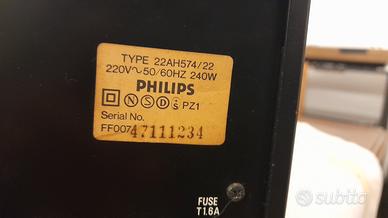 TYPE 22AH574/22
220V~50/60HZ 240W
PHILIPS
N S D S PZ1
Serial No.
FF007 47111234
FUSE
T1.6A
subito